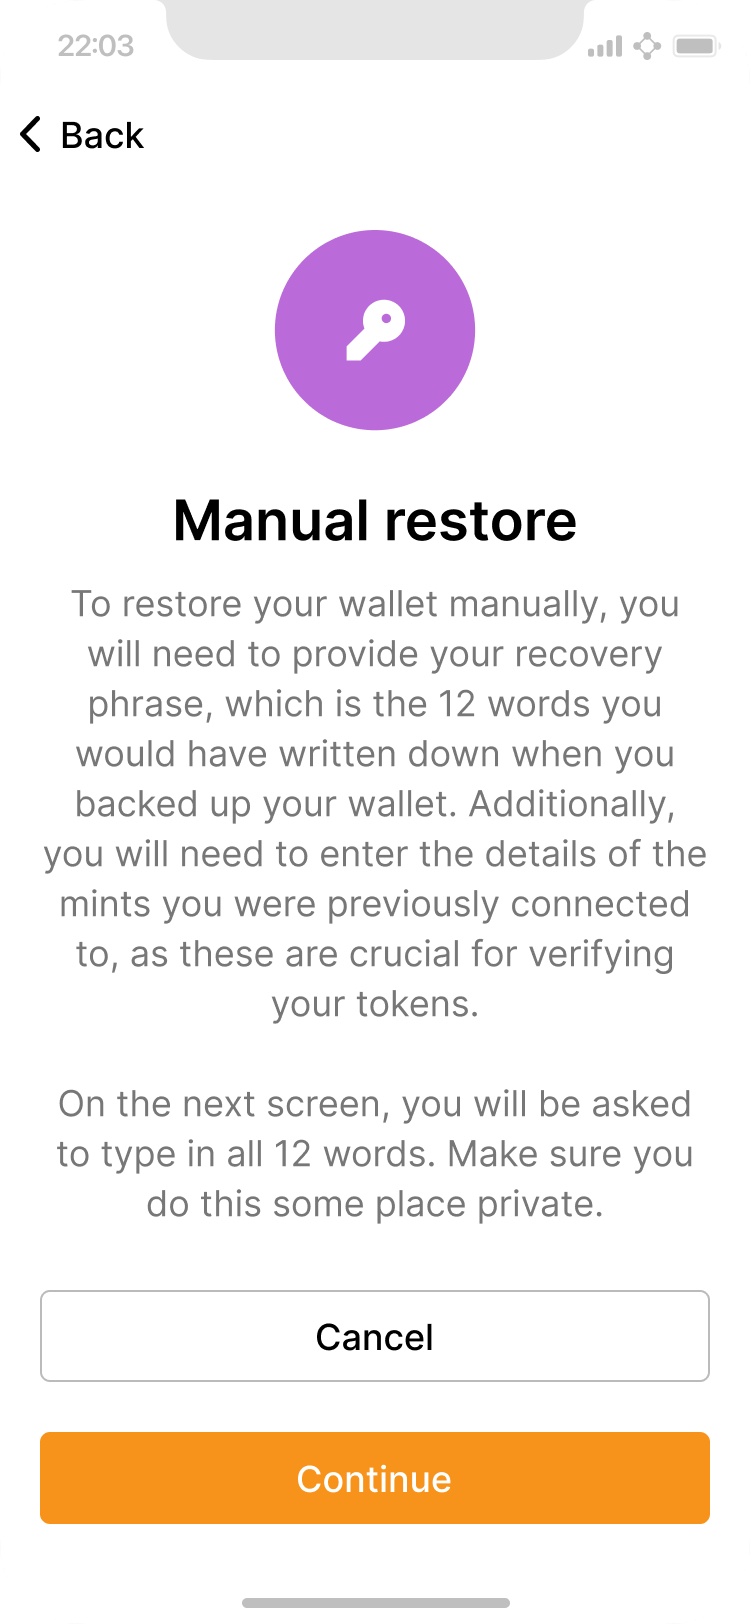 22:03
Back
Manual restore
To restore your wallet manually, you
will need to provide your recovery
phrase, which is the 12 words you
would have written down when you
backed up your wallet. Additionally,
you will need to enter the details of the
mints you were previously connected
to, as these are crucial for verifying
your tokens.
On the next screen, you will be asked
to type in all 12 words. Make sure you
do this some place private.
Cancel
Continue